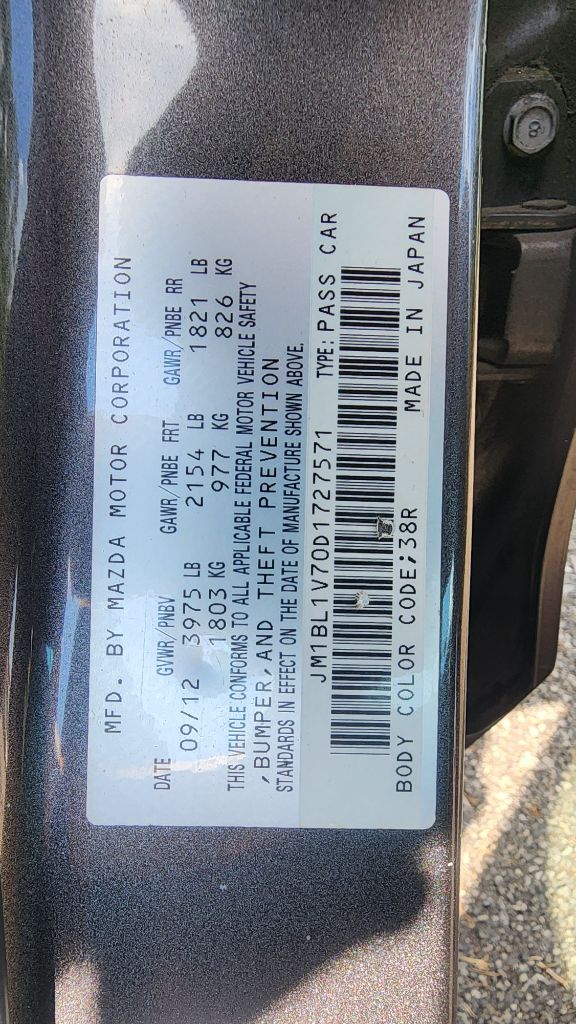 MFD. BY MAZDA MOTOR CORPORATION
DATE GVWR/PNBV GAWR/PNBE FRT GAWR/PNBE RR
09/12 3975 LB 2154 LB 1821 LB
1803 KG 977 KG 826 KG
THIS VEHICLE CONFORMS TO ALL APPLICABLE FEDERAL MOTOR VEHICLE SAFETY
,BUMPER,AND THEFT PREVENTION
STANDARDS IN EFFECT ON THE DATE OF MANUFACTURE SHOWN ABOVE.
JM1BL1V70D1727571 TYPE: PASS CAR
BODY COLOR CODE;38R MADE IN JAPAN
8